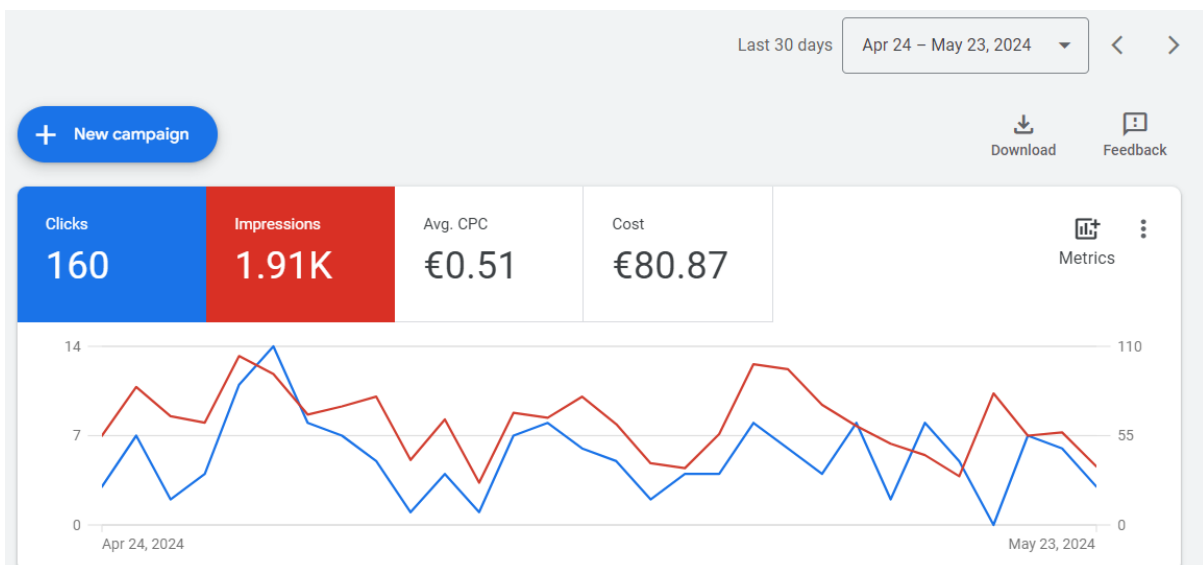 Last 30 days Apr 24 – May 23, 2024
New campaign
Download Feedback
Clicks Impressions Avg. CPC Cost
160 1.91K €0.51 €80.87
Metrics
14 110
7 55
0 0
Apr 24, 2024 May 23, 2024